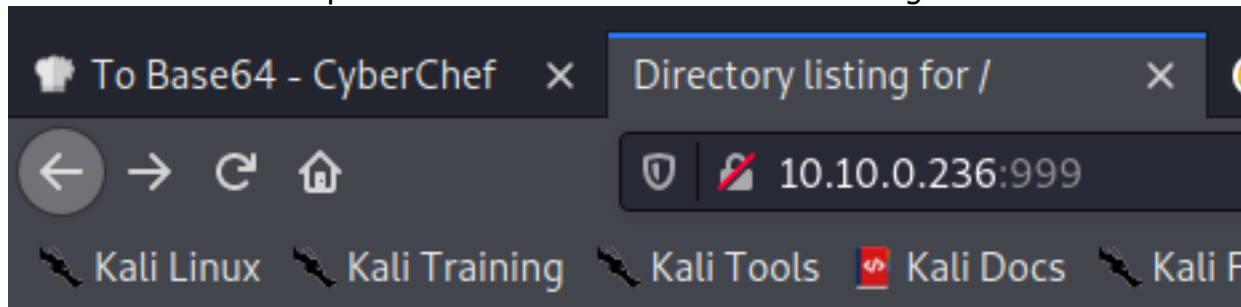 To Base64 - CyberChef Directory listing for /
10.10.0.236:999
Kali Linux Kali Training Kali Tools Kali Docs Kali